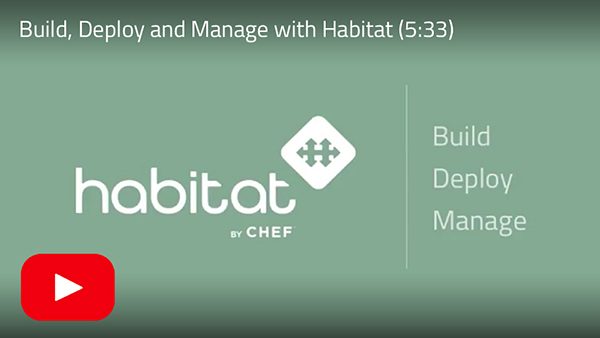 Build, Deploy and Manage with Habitat (5:33)
habitat
BY CHEF
Build
Deploy
Manage